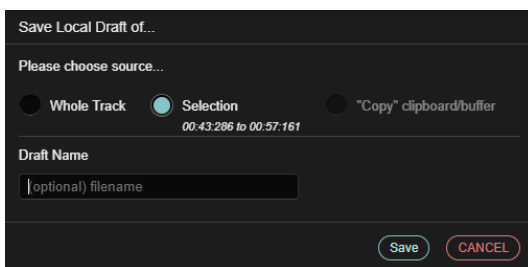 Save Local Draft of...
Please choose source...
Whole Track Selection "Copy" clipboard/buffer
00:43:286 to 00:57:161
Draft Name
(optional) filename
Save CANCEL